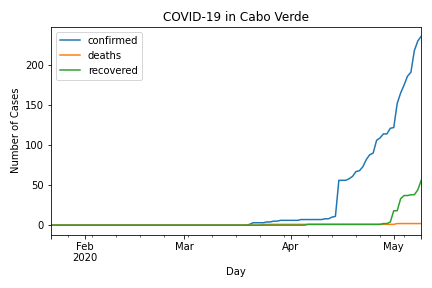 COVID-19 in Cabo Verde
confirmed
deaths
recovered
200
150
100
50
0
Number of Cases
Feb
2020
Mar
Apr
May
Day